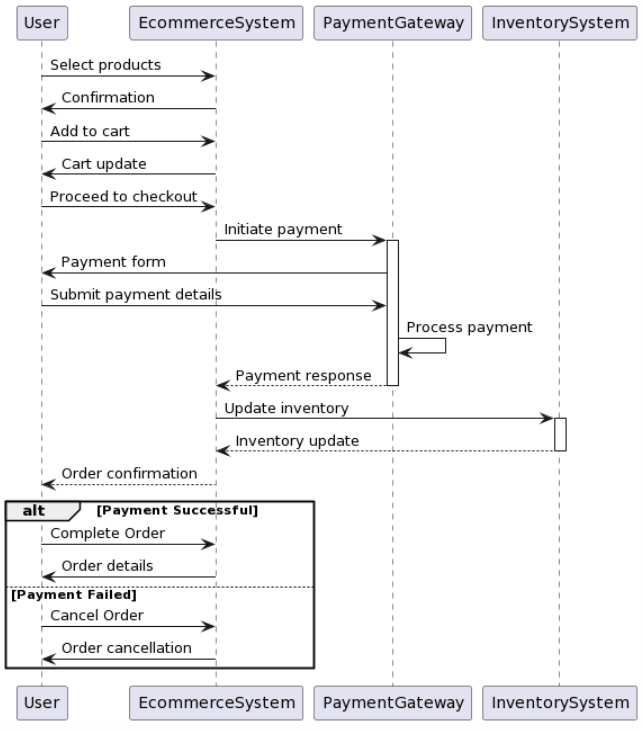 User EcommerceSystem PaymentGateway InventorySystem
Select products
Confirmation
Add to cart
Cart update
Proceed to checkout
Initiate payment
Payment form
Submit payment details
Process payment
Payment response
Update inventory
Inventory update
Order confirmation
alt [Payment Successful]
Complete Order
Order details
[Payment Failed]
Cancel Order
Order cancellation
User EcommerceSystem PaymentGateway InventorySystem